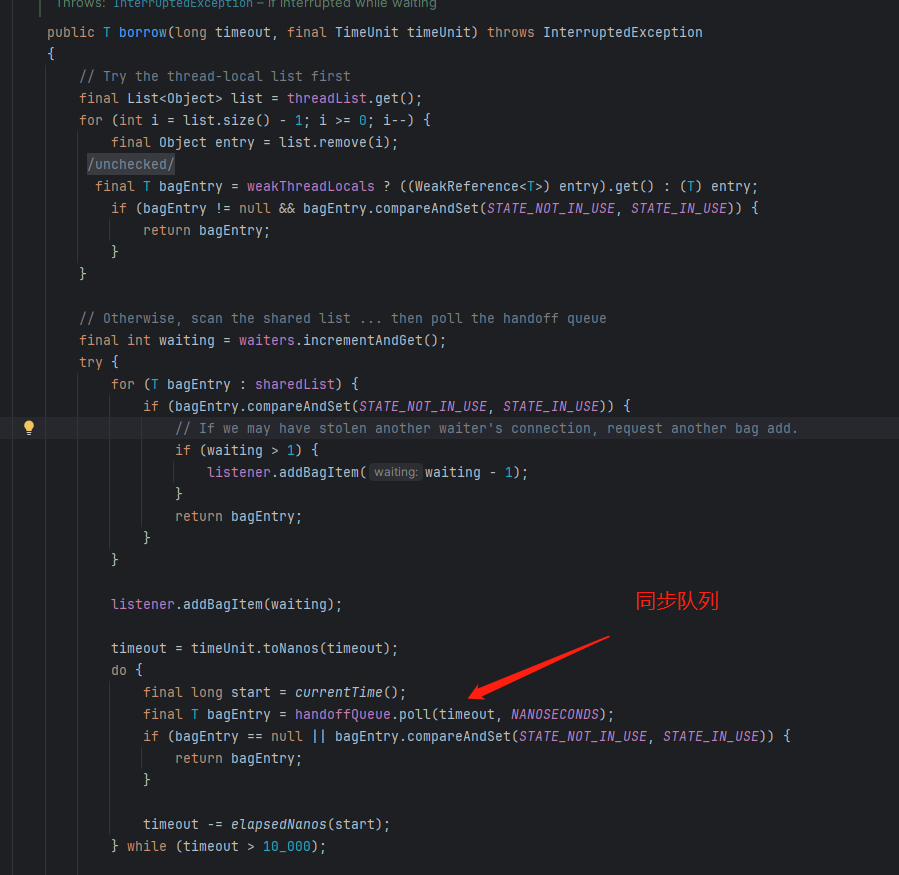 Throws: InterruptedException – if interrupted while waiting
public T borrow(long timeout, final TimeUnit timeUnit) throws InterruptedException
{
// Try the thread-local list first
final List<Object> list = threadList.get();
for (int i = list.size() - 1; i >= 0; i--) {
final Object entry = list.remove(i);
/unchecked/
final T bagEntry = weakThreadLocals ? ((WeakReference<T>) entry).get() : (T) entry;
if (bagEntry != null && bagEntry.compareAndSet(STATE_NOT_IN_USE, STATE_IN_USE)) {
return bagEntry;
}
}
// Otherwise, scan the shared list ... then poll the handoff queue
final int waiting = waiters.incrementAndGet();
try {
for (T bagEntry : sharedList) {
if (bagEntry.compareAndSet(STATE_NOT_IN_USE, STATE_IN_USE)) {
// If we may have stolen another waiter's connection, request another bag add.
if (waiting > 1) {
listener.addBagItem( waiting: waiting - 1);
}
return bagEntry;
}
}
listener.addBagItem(waiting);
同步队列
timeout = timeUnit.toNanos(timeout);
do {
final long start = currentTime();
final T bagEntry = handoffQueue.poll(timeout, NANOSECONDS);
if (bagEntry == null || bagEntry.compareAndSet(STATE_NOT_IN_USE, STATE_IN_USE)) {
return bagEntry;
}
timeout -= elapsedNanos(start);
} while (timeout > 10_000);